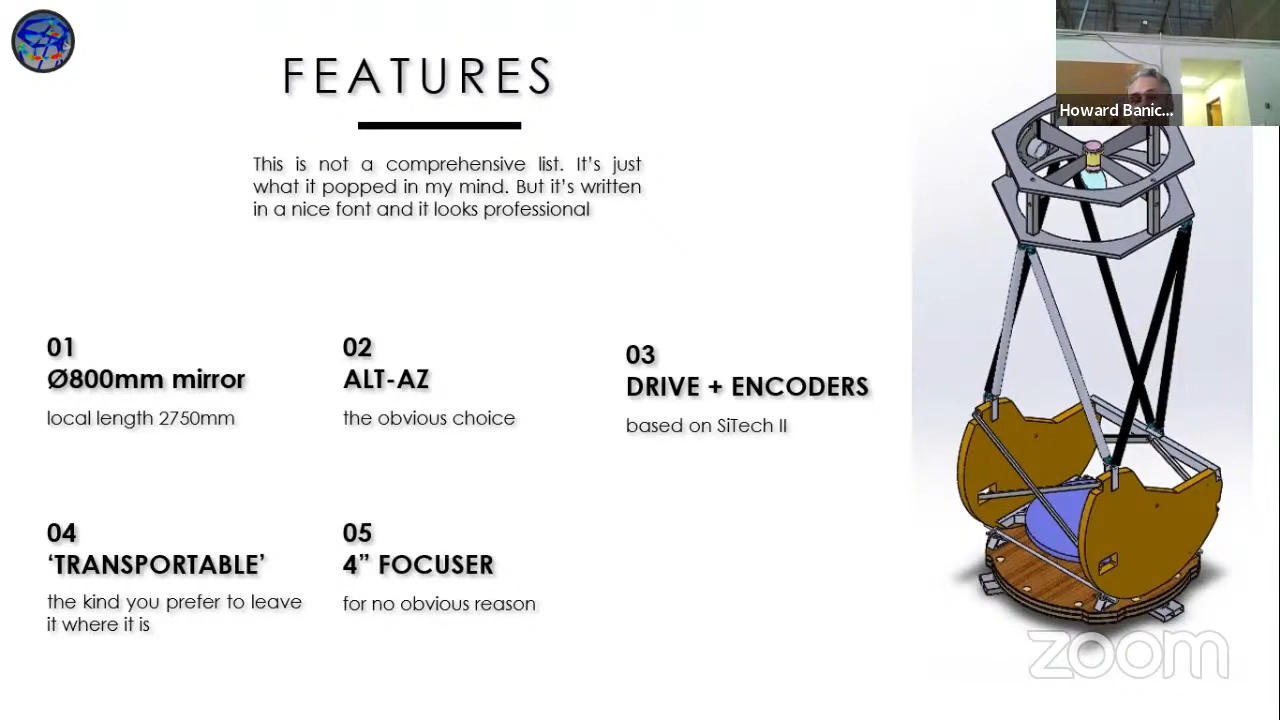 FEATURES
This is not a comprehensive list. It’s just
what it popped in my mind. But it’s written
in a nice font and it looks professional
01
Ø800mm mirror
local length 2750mm
02
ALT-AZ
the obvious choice
03
DRIVE + ENCODERS
based on SiTech II
04
‘TRANSPORTABLE’
the kind you prefer to leave
it where it is
05
4” FOCUSER
for no obvious reason
Howard Banic...
zoom